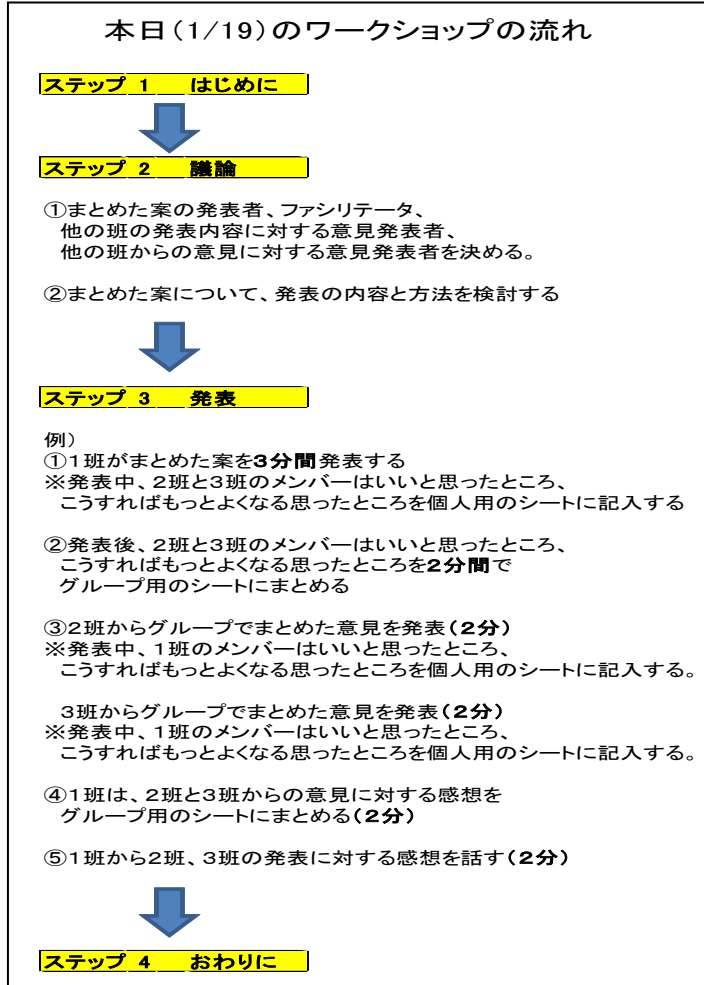 本日(1/19)のワークショップの流れ
ステップ 1 はじめに
ステップ 2 議論
①まとめた案の発表者、ファシリテータ、
他の班の発表内容に対する意見発表者、
他の班からの意見に対する意見発表者を決める。
②まとめた案について、発表の内容と方法を検討する
ステップ 3 発表
例)
①1班がまとめた案を3分間発表する
※発表中、2班と3班のメンバーはいいと思ったところ、
こうすればもっとよくなる思ったところを個人用のシートに記入する
②発表後、2班と3班のメンバーはいいと思ったところ、
こうすればもっとよくなる思ったところを2分間で
グループ用のシートにまとめる
③2班からグループでまとめた意見を発表(2分)
※発表中、1班のメンバーはいいと思ったところ、
こうすればもっとよくなる思ったところを個人用のシートに記入する。
3班からグループでまとめた意見を発表(2分)
※発表中、1班のメンバーはいいと思ったところ、
こうすればもっとよくなる思ったところを個人用のシートに記入する。
④1班は、2班と3班からの意見に対する感想を
グループ用のシートにまとめる(2分)
⑤1班から2班、3班の発表に対する感想を話す(2分)
ステップ 4 おわりに